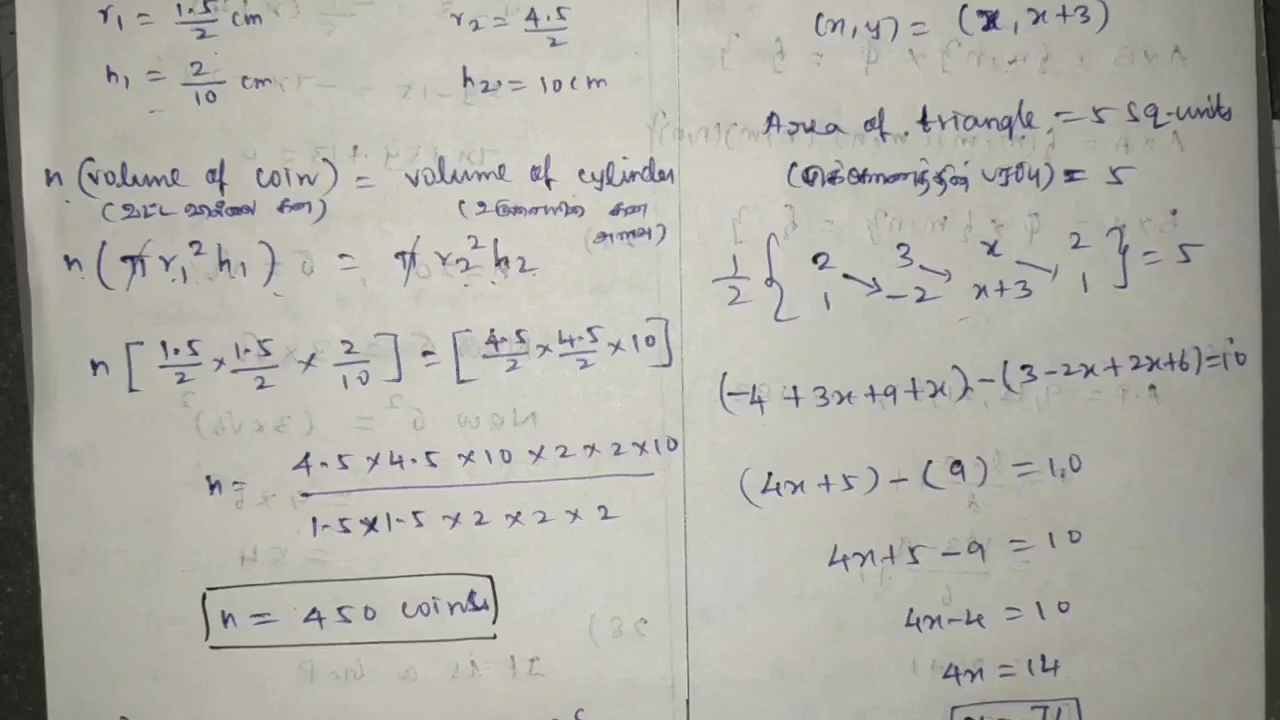 r₁ = 1.5/2 cm r₂ = 4.5/2
h₁ = 2/10 cm h₂ = 10cm
n (volume of coin) = volume of cylinder
n (πr₁²h₁) = πr₂²h₂
n [1.5/2 × 1.5/2 × 2/10] = [4.5/2 × 4.5/2 × 10]
n = 4.5×4.5×10×2×2×10 / 1.5×1.5×2×2×2
n = 450 coins
(x,y) = (x, x+3)
Area of triangle = 5 sq.units
(முக்கோணத்தின் பரப்பு) = 5
1/2 { 2 3 x 2
1 -2 x+3 1 } = 5
(-4+3x+9+x) - (3-2x+2x+6) = 10
(4x+5) - (9) = 10
4x+5-9 = 10
4x-4 = 10
4x = 14